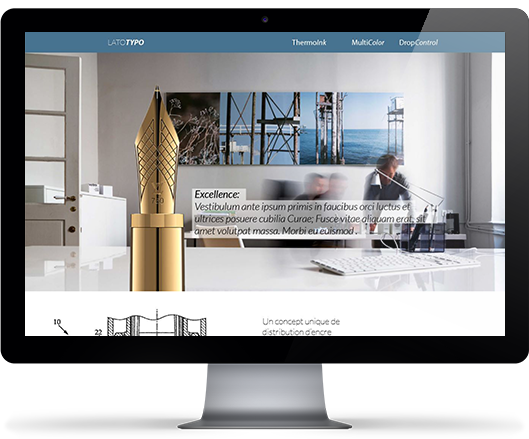 LATOTYPO
ThermoInk MultiColor DropControl
750
Excellence:
Vestibulum ante ipsum primis in faucibus orci luctus et
ultrices posuere cubilia Curae; Fusce vitae aliquam erat; sit
amet volutpat massa. Morbi eu euismod .
10
22
Un concept unique de
distribution d'encre